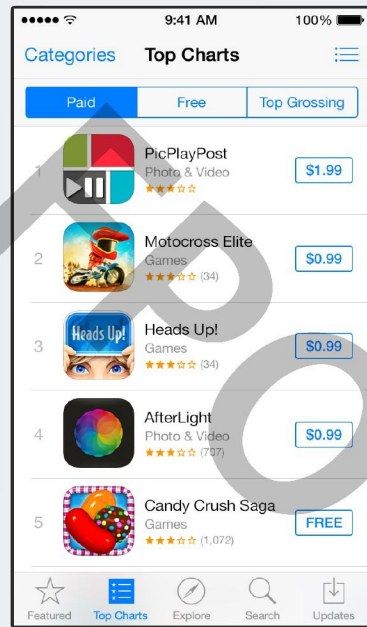 9:41 AM 100%
Categories Top Charts
Paid Free Top Grossing
1 PicPlayPost $1.99
Photo & Video
2 Motocross Elite $0.99
Games
(34)
3 Heads Up! Heads Up! $0.99
Games
(34)
4 AfterLight $0.99
Photo & Video
(707)
5 Candy Crush Saga FREE
Games
(1,072)
Featured Top Charts Explore Search Updates